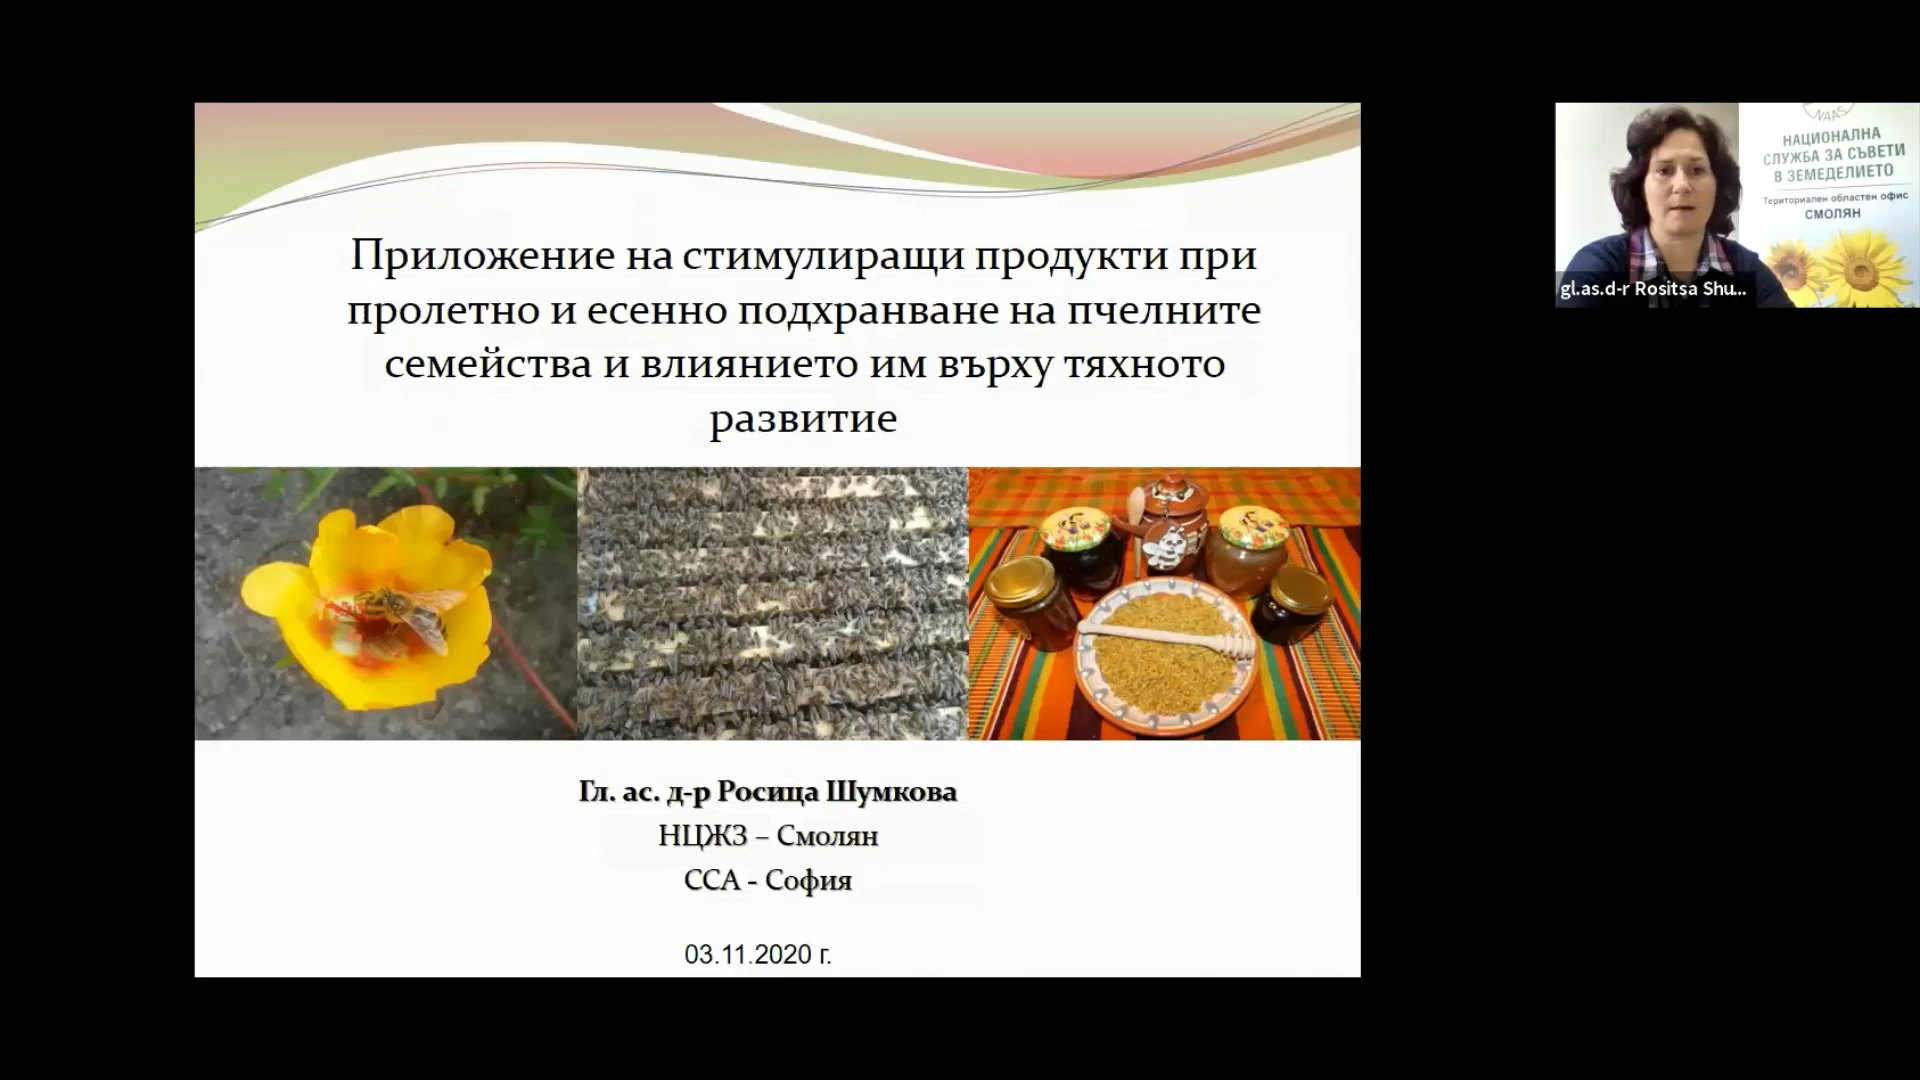 Приложение на стимулиращи продукти при
пролетно и есенно подхранване на пчелните
семейства и влиянието им върху тяхното
развитие
Гл. ас. д-р Росица Шумкова
НЦЖЗ – Смолян
ССА - София
03.11.2020 г.
NAAS
НАЦИОНАЛНА
СЛУЖБА ЗА СЪВЕТИ
В ЗЕМЕДЕЛИЕТО
Териториален областен офис
СМОЛЯН
gl.as.d-r Rositsa Shu...